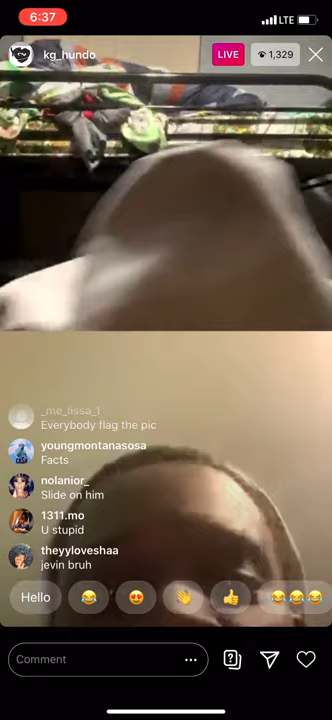 6:37
LTE
kg_hundo
LIVE
1,329
_me_lissa_1
Everybody flag the pic
youngmontanasosa
Facts
nolanior_
Slide on him
1311.mo
U stupid
theyyloveshaa
jevin bruh
Hello
Comment